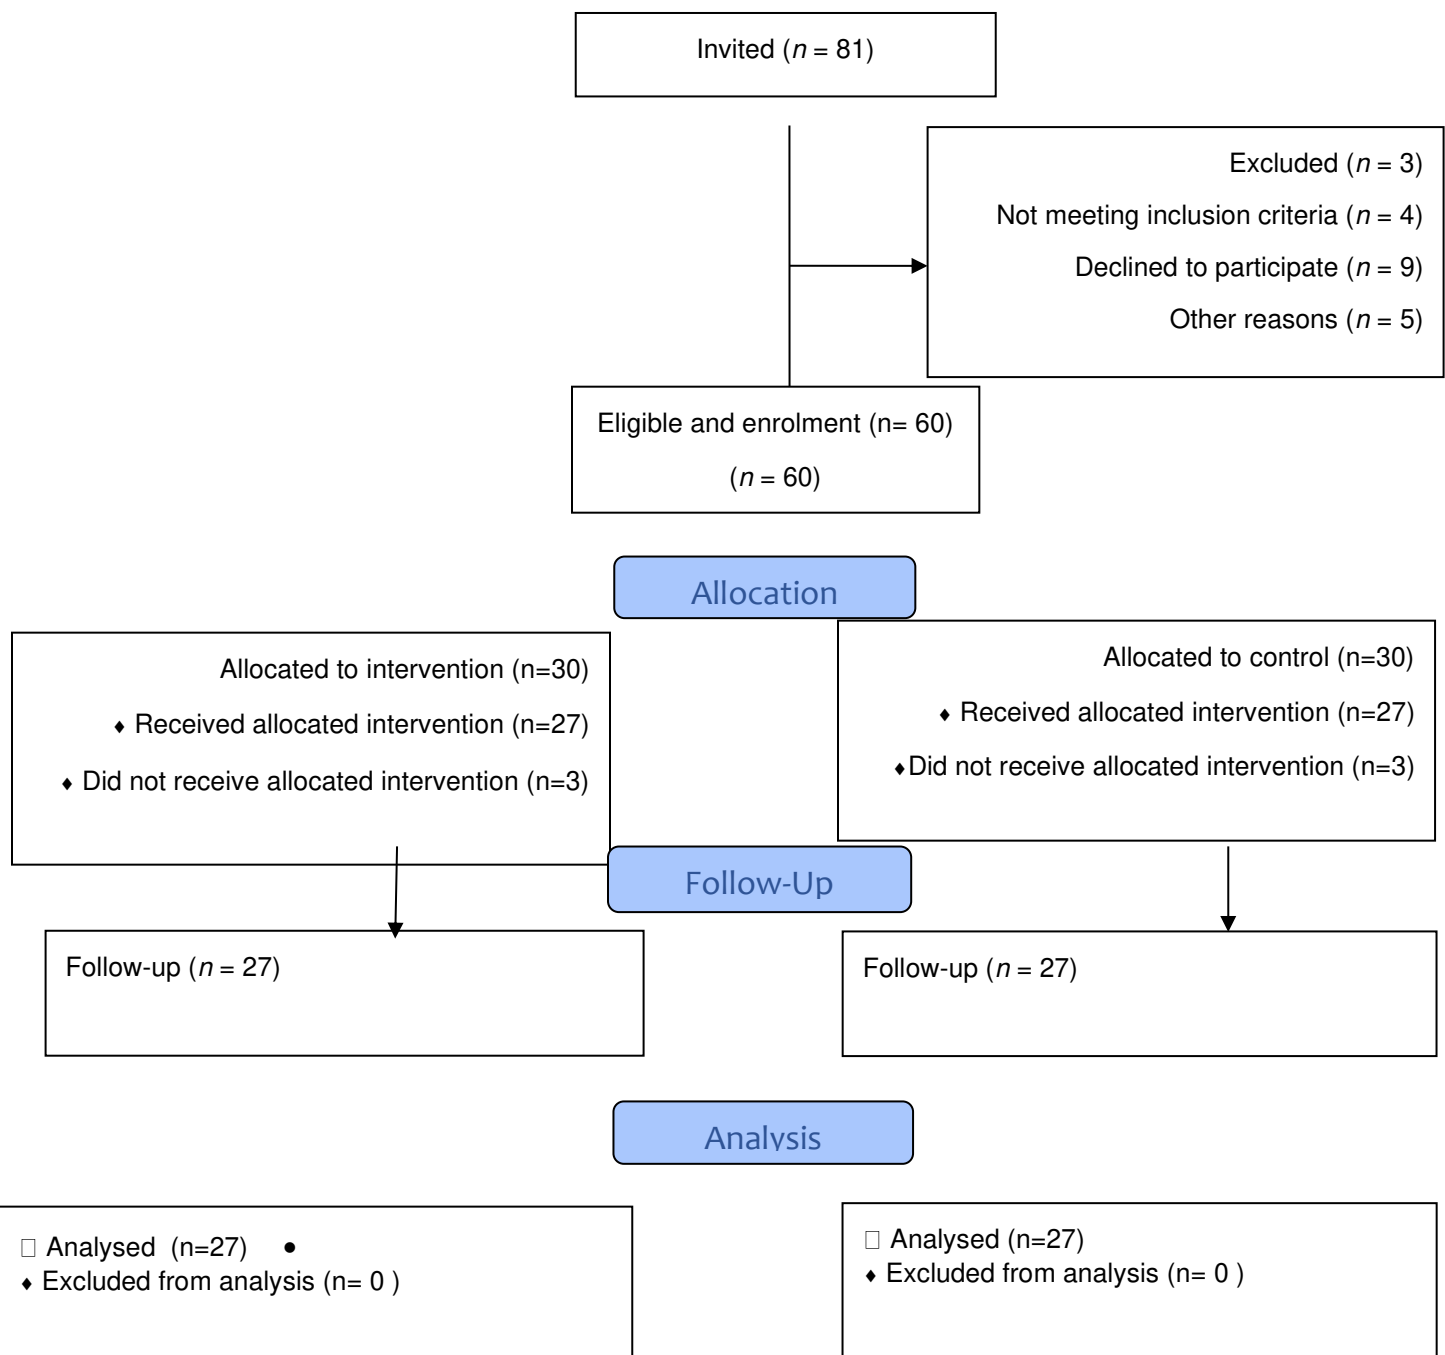 Invited (n = 81)
Excluded (n = 3)
Not meeting inclusion criteria (n = 4)
Declined to participate (n = 9)
Other reasons (n = 5)
Eligible and enrolment (n= 60)
(n = 60)
Allocation
Allocated to intervention (n=30)
♦ Received allocated intervention (n=27)
♦ Did not receive allocated intervention (n=3)
Allocated to control (n=30)
♦ Received allocated intervention (n=27)
♦Did not receive allocated intervention (n=3)
Follow-Up
Follow-up (n = 27)
Follow-up (n = 27)
Analysis
□ Analysed  (n=27) •
♦ Excluded from analysis (n= 0 )
□ Analysed (n=27)
♦ Excluded from analysis (n= 0 )